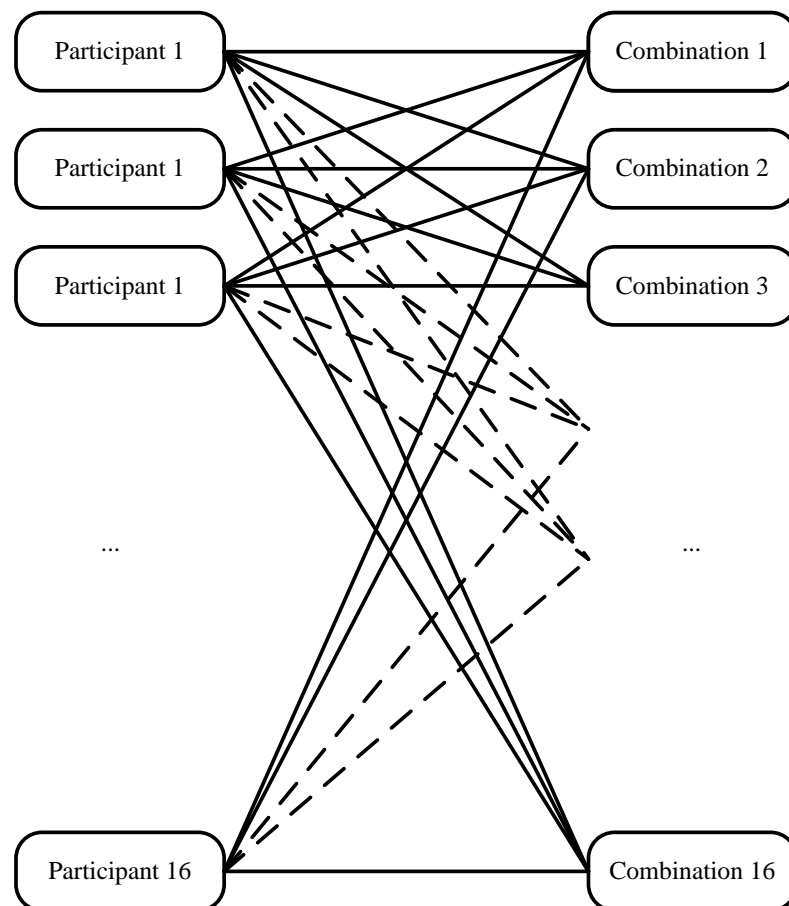 Participant 1
Combination 1
Participant 1
Combination 2
Participant 1
Combination 3
...
...
Participant 16
Combination 16